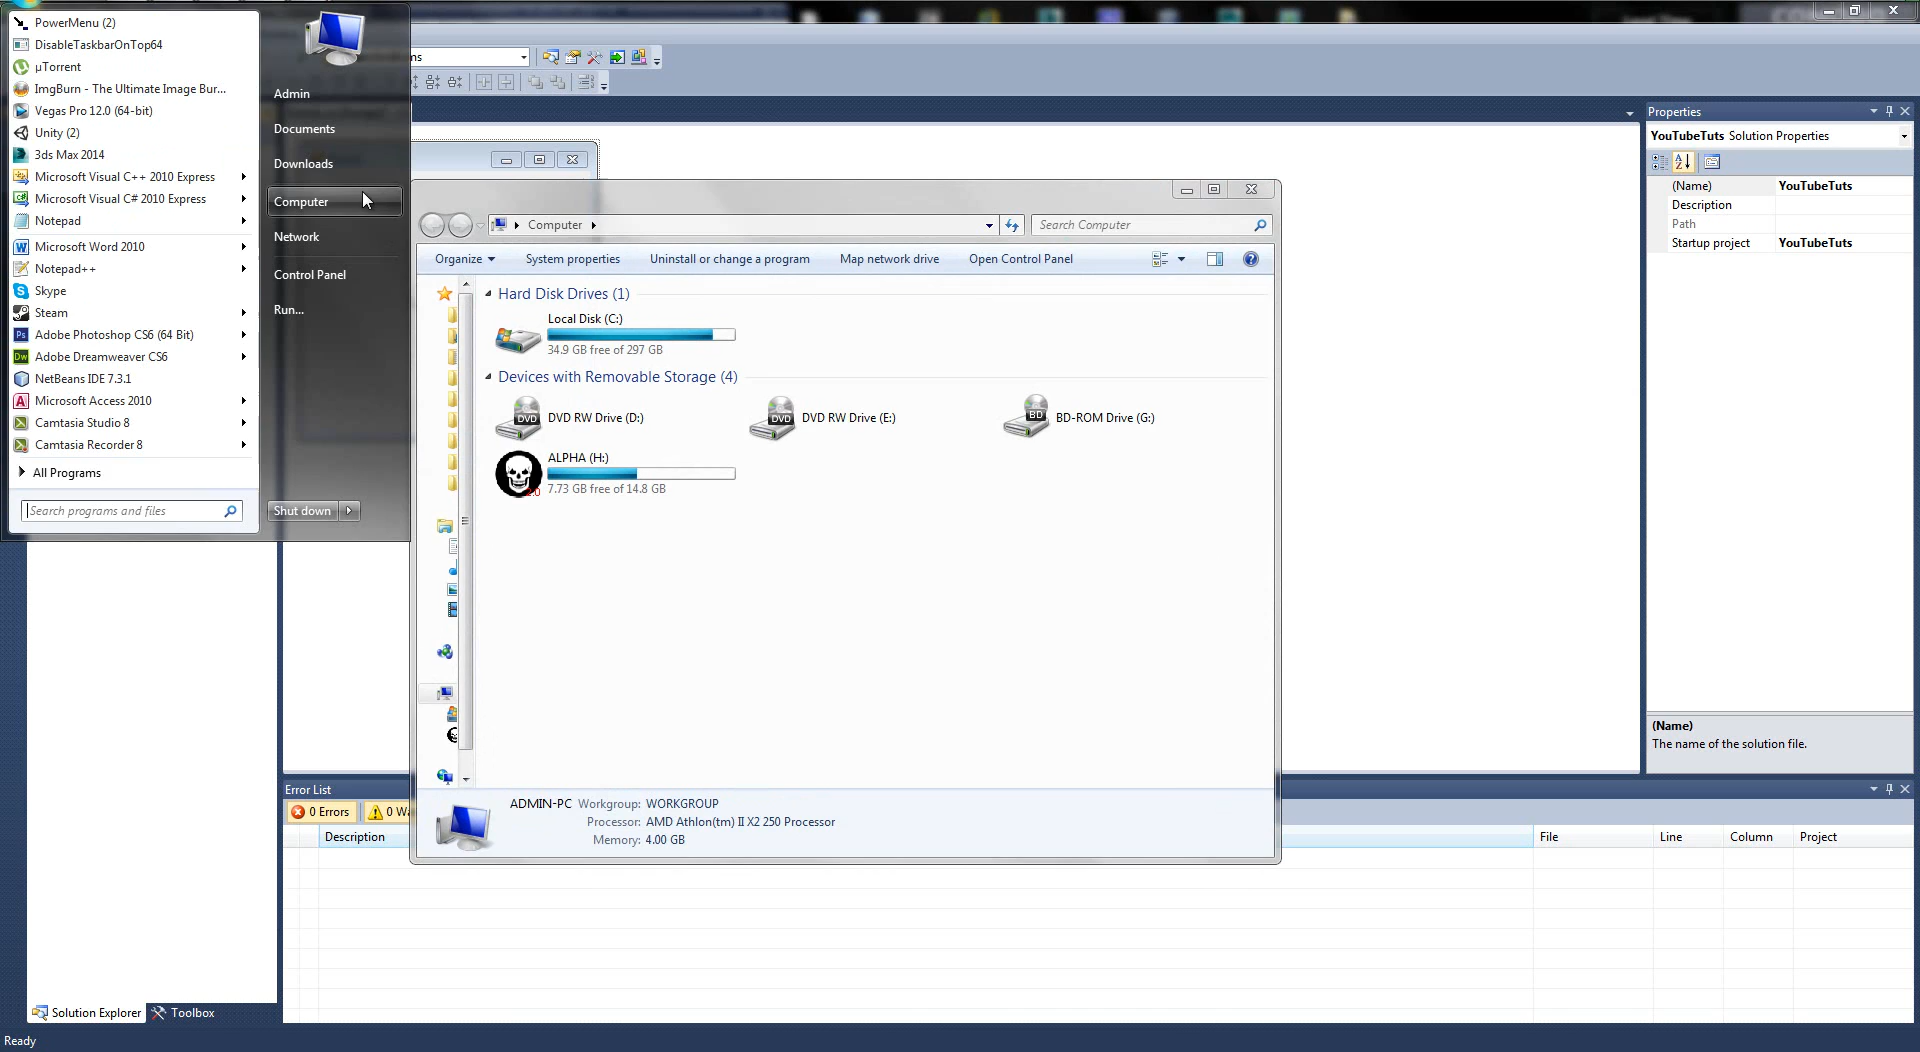 PowerMenu (2)
DisableTaskbarOnTop64
µTorrent
ImgBurn - The Ultimate Image Bur...
Vegas Pro 12.0 (64-bit)
Unity (2)
3ds Max 2014
Microsoft Visual C++ 2010 Express
Microsoft Visual C# 2010 Express
Notepad
Microsoft Word 2010
Notepad++
Skype
Steam
Adobe Photoshop CS6 (64 Bit)
Adobe Dreamweaver CS6
NetBeans IDE 7.3.1
Microsoft Access 2010
Camtasia Studio 8
Camtasia Recorder 8
All Programs
Search programs and files
Admin
Documents
Downloads
Computer
Network
Control Panel
Run...
Shut down
ms
Computer
Search Computer
Organize
System properties
Uninstall or change a program
Map network drive
Open Control Panel
Hard Disk Drives (1)
Local Disk (C:)
34.9 GB free of 297 GB
Devices with Removable Storage (4)
DVD
DVD RW Drive (D:)
DVD
DVD RW Drive (E:)
BD
BD-ROM Drive (G:)
ALPHA (H:)
7.73 GB free of 14.8 GB
ADMIN-PC Workgroup: WORKGROUP
Processor: AMD Athlon(tm) II X2 250 Processor
Memory: 4.00 GB
Properties
YouTubeTuts Solution Properties
(Name) YouTubeTuts
Description
Path
Startup project YouTubeTuts
(Name)
The name of the solution file.
Error List
0 Errors
0 Wa
Description
File
Line
Column
Project
Solution Explorer
Toolbox
Ready